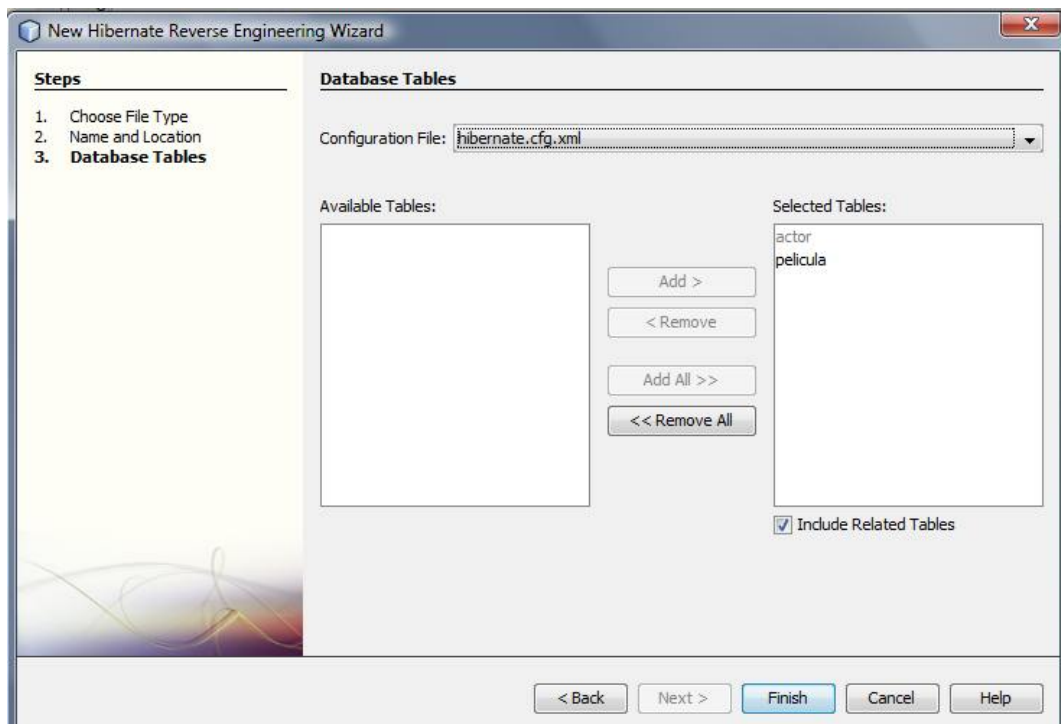 New Hibernate Reverse Engineering Wizard
Steps
1. Choose File Type
2. Name and Location
3. Database Tables
Database Tables
Configuration File: hibernate.cfg.xml
Available Tables:
Selected Tables:
actor
pelicula
Add >
< Remove
Add All >>
<< Remove All
Include Related Tables
< Back Next > Finish Cancel Help